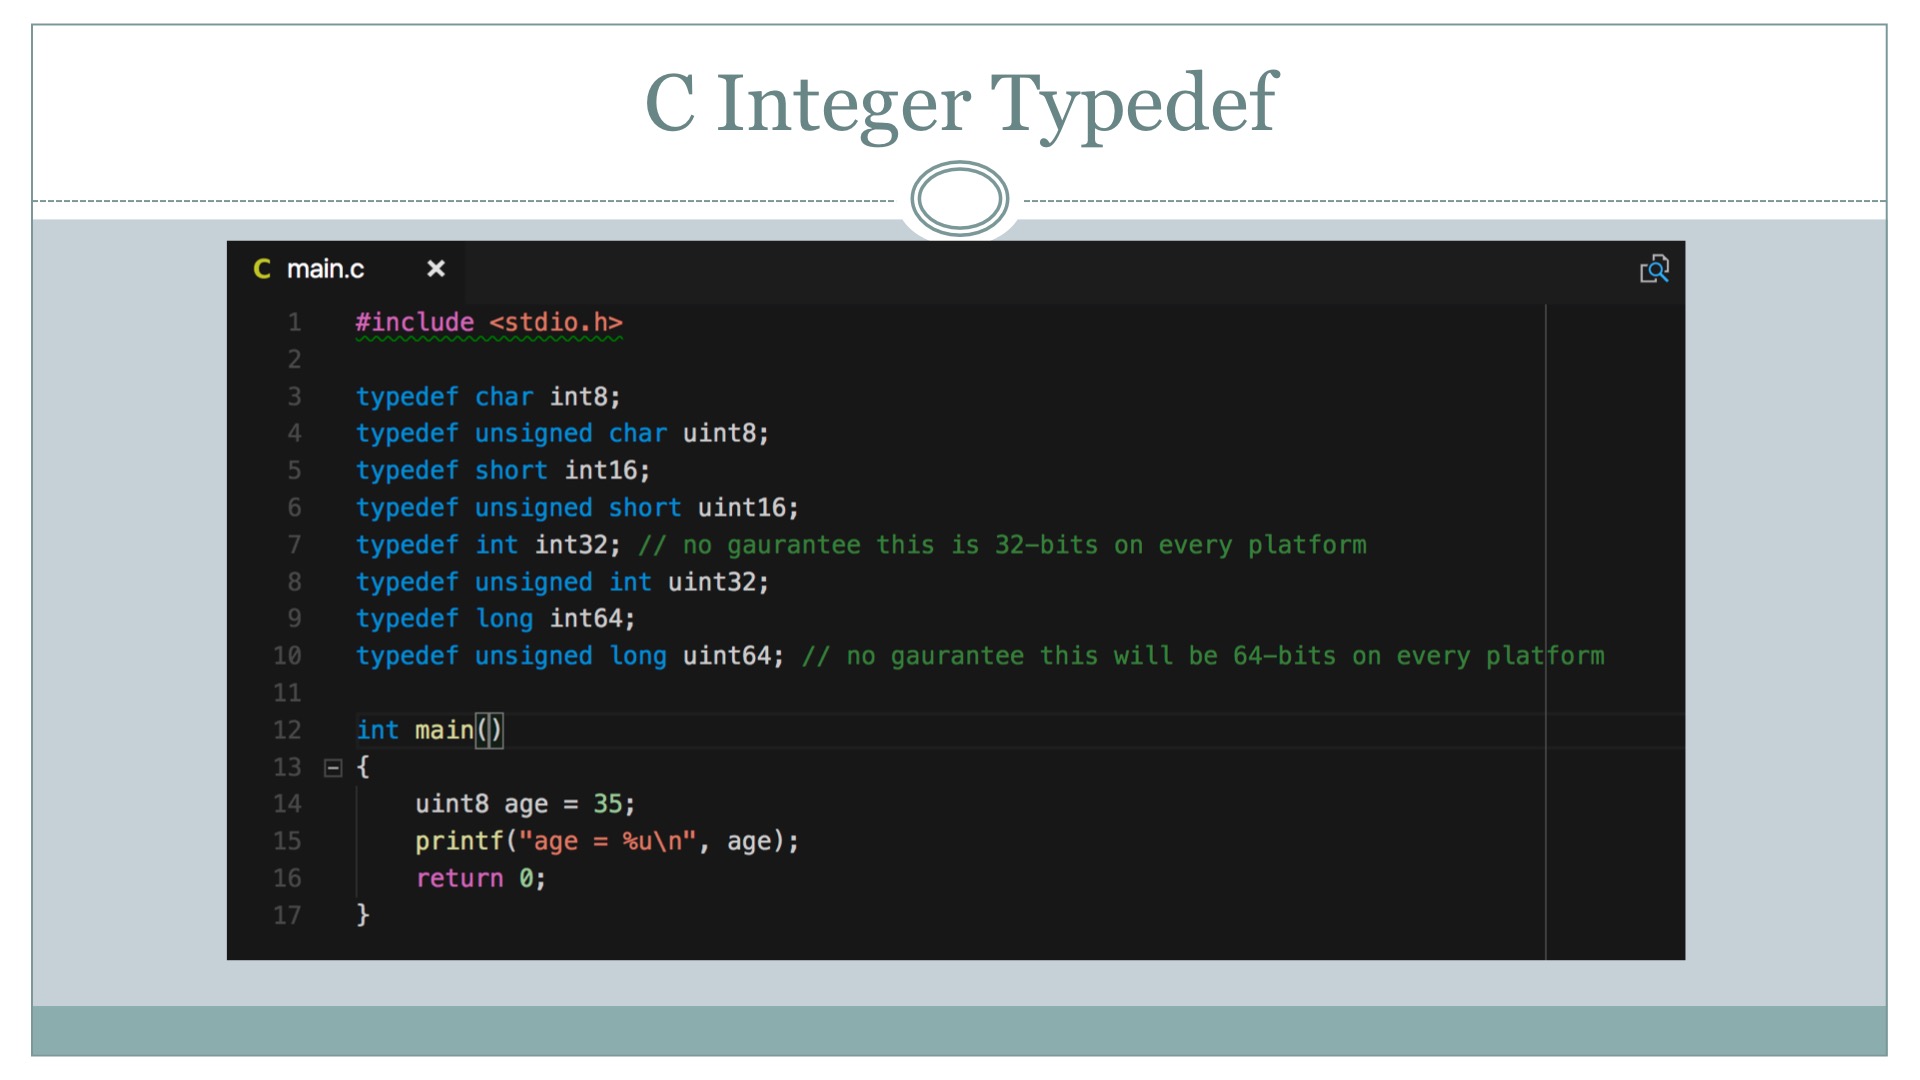 C Integer Typedef
C main.c ×
1 #include <stdio.h>
2
3 typedef char int8;
4 typedef unsigned char uint8;
5 typedef short int16;
6 typedef unsigned short uint16;
7 typedef int int32; // no gaurantee this is 32-bits on every platform
8 typedef unsigned int uint32;
9 typedef long int64;
10 typedef unsigned long uint64; // no gaurantee this will be 64-bits on every platform
11
12 int main()
13 {
14 uint8 age = 35;
15 printf("age = %u\n", age);
16 return 0;
17 }